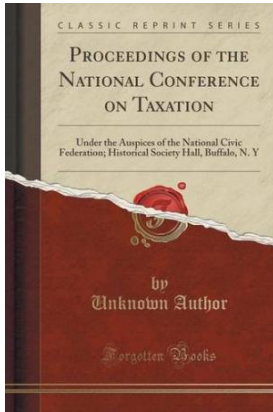 CLASSIC REPRINT SERIES
PROCEEDINGS OF THE
NATIONAL CONFERENCE
ON TAXATION
Under the Auspices of the National Civic
Federation; Historical Society Hall, Buffalo, N. Y
by
Unknown Author
Forgotten Books